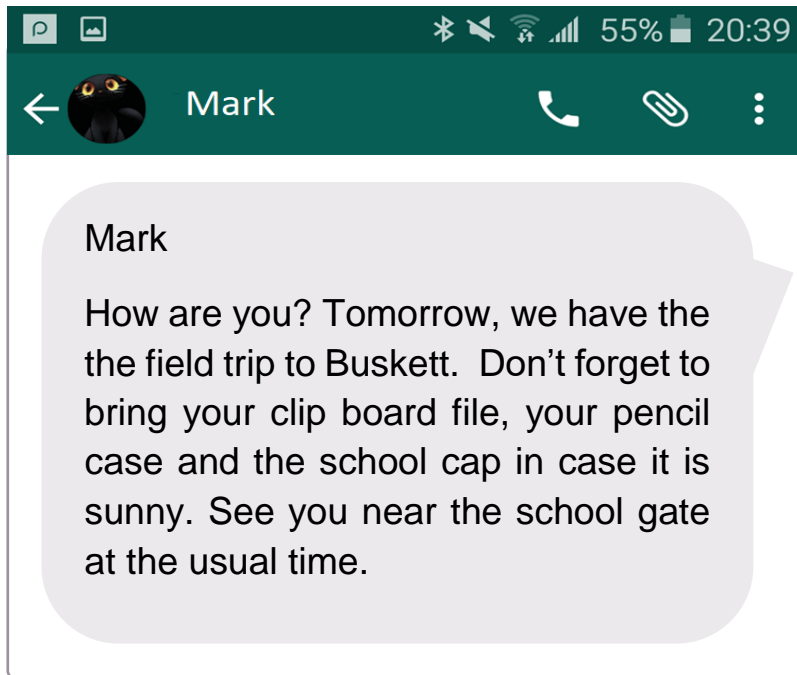 55% 20:39
Mark
Mark
How are you? Tomorrow, we have the
the field trip to Buskett. Don’t forget to
bring your clip board file, your pencil
case and the school cap in case it is
sunny. See you near the school gate
at the usual time.